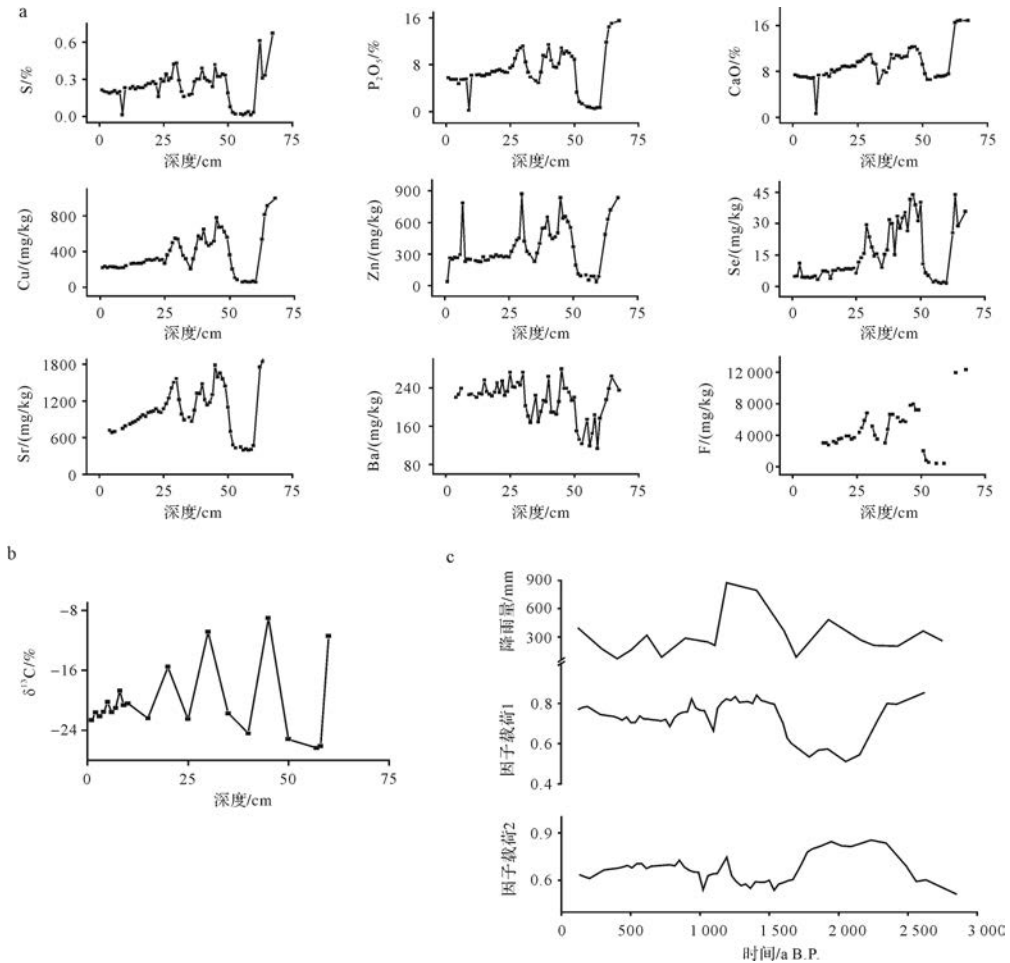 a
S/%
0.6
0.3
0.0
0 25 50 75
深度/cm
P₂O₅/%
16
8
0
0 25 50 75
深度/cm
CaO/%
16
8
0
0 25 50 75
深度/cm
Cu/(mg/kg)
800
400
0
0 25 50 75
深度/cm
Zn/(mg/kg)
900
600
300
0
0 25 50 75
深度/cm
Se/(mg/kg)
45
30
15
0
0 25 50 75
深度/cm
Sr/(mg/kg)
1800
1200
600
0
0 25 50 75
深度/cm
Ba/(mg/kg)
240
160
80
0 25 50 75
深度/cm
F/(mg/kg)
12 000
8 000
4 000
0
0 25 50 75
深度/cm
b
δ¹³C/%
-8
-16
-24
0 25 50 75
深度/cm
c
降雨量/mm
900
600
300
因子载荷1
0.8
0.6
0.4
因子载荷2
0.9
0.6
0 500 1 000 1 500 2 000 2 500 3 000
时间/a B.P.